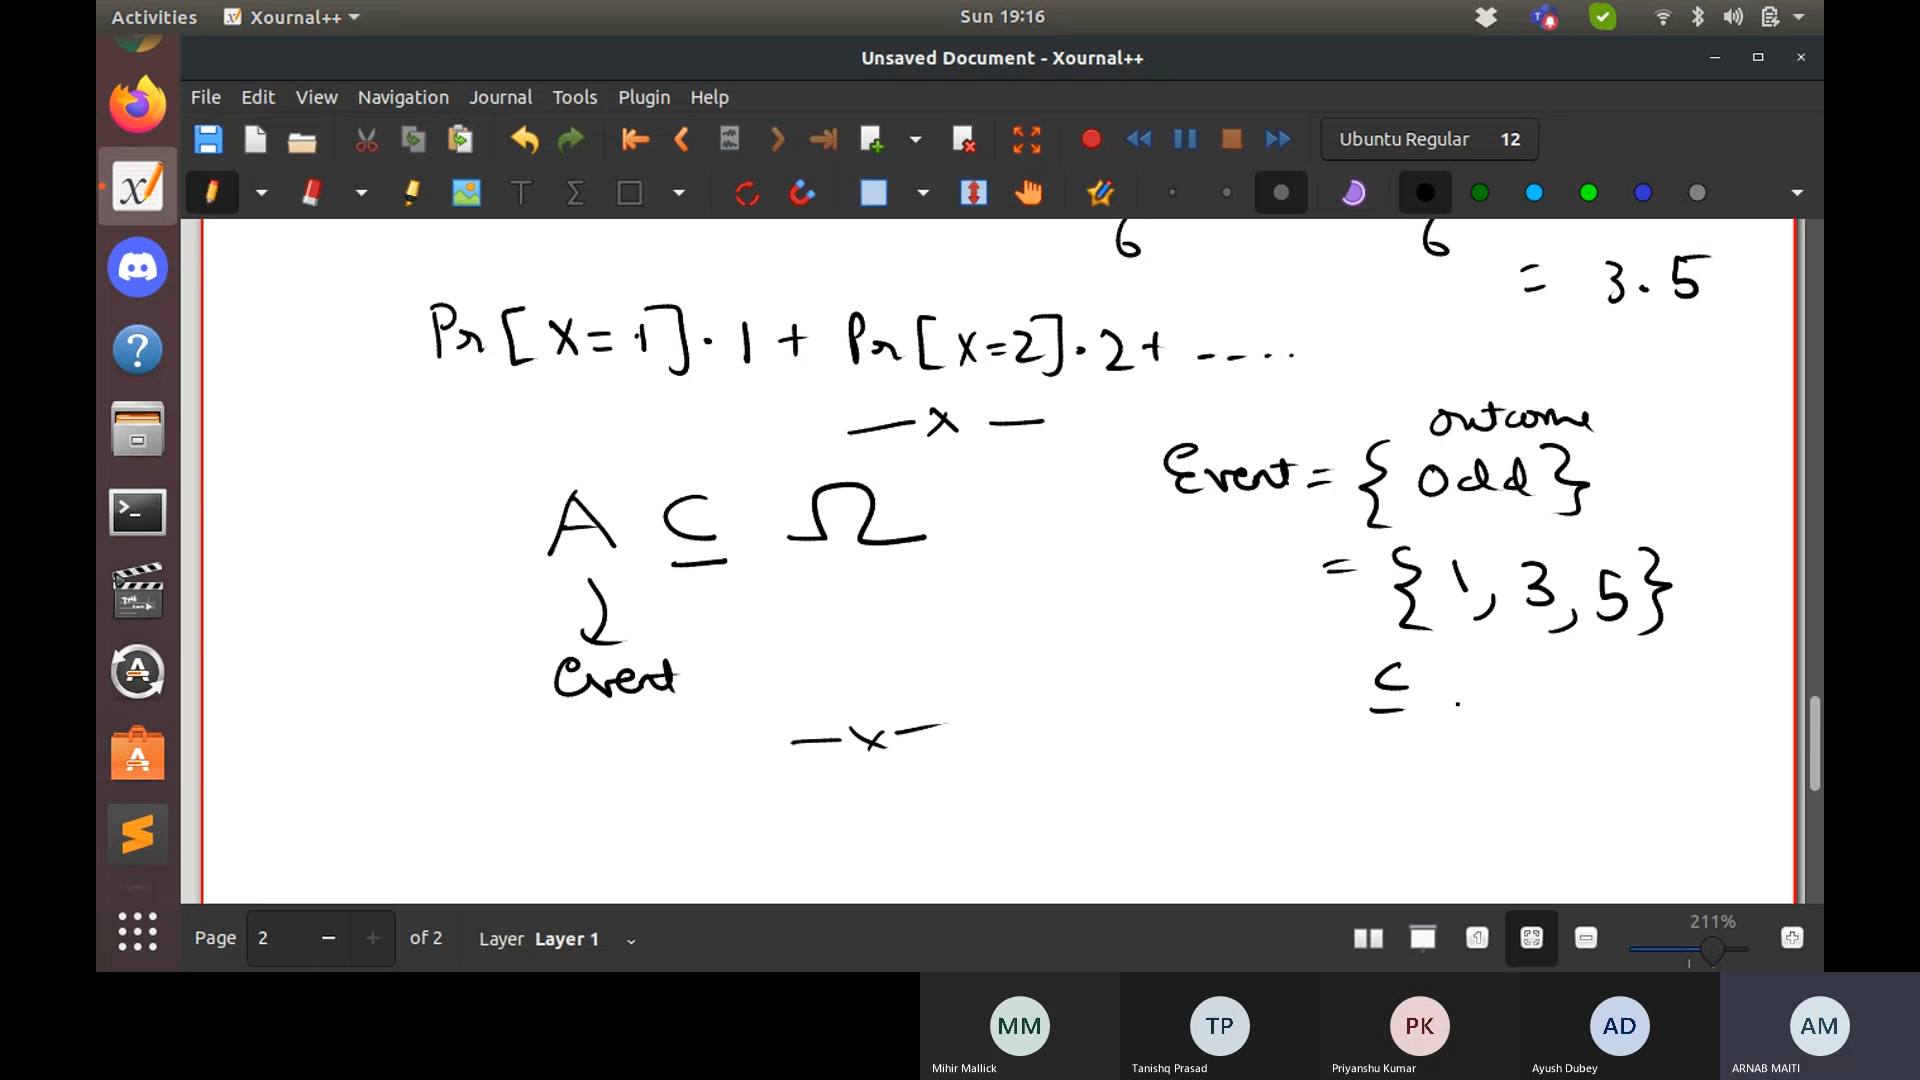 Activities Xournal++ Sun 19:16
Unsaved Document - Xournal++
File Edit View Navigation Journal Tools Plugin Help
Ubuntu Regular 12
6 6
= 3.5
Pr[X=1]·1 + Pr[X=2]·2+ ----
—x—
outcome
Event = { odd }
A ⊆ Ω
= { 1, 3, 5 }
Event
⊆ .
—x—
Page 2 of 2 Layer Layer 1 211%
MM TP PK AD AM
Mihir Mallick Tanishq Prasad Priyanshu Kumar Ayush Dubey ARNAB MAITI